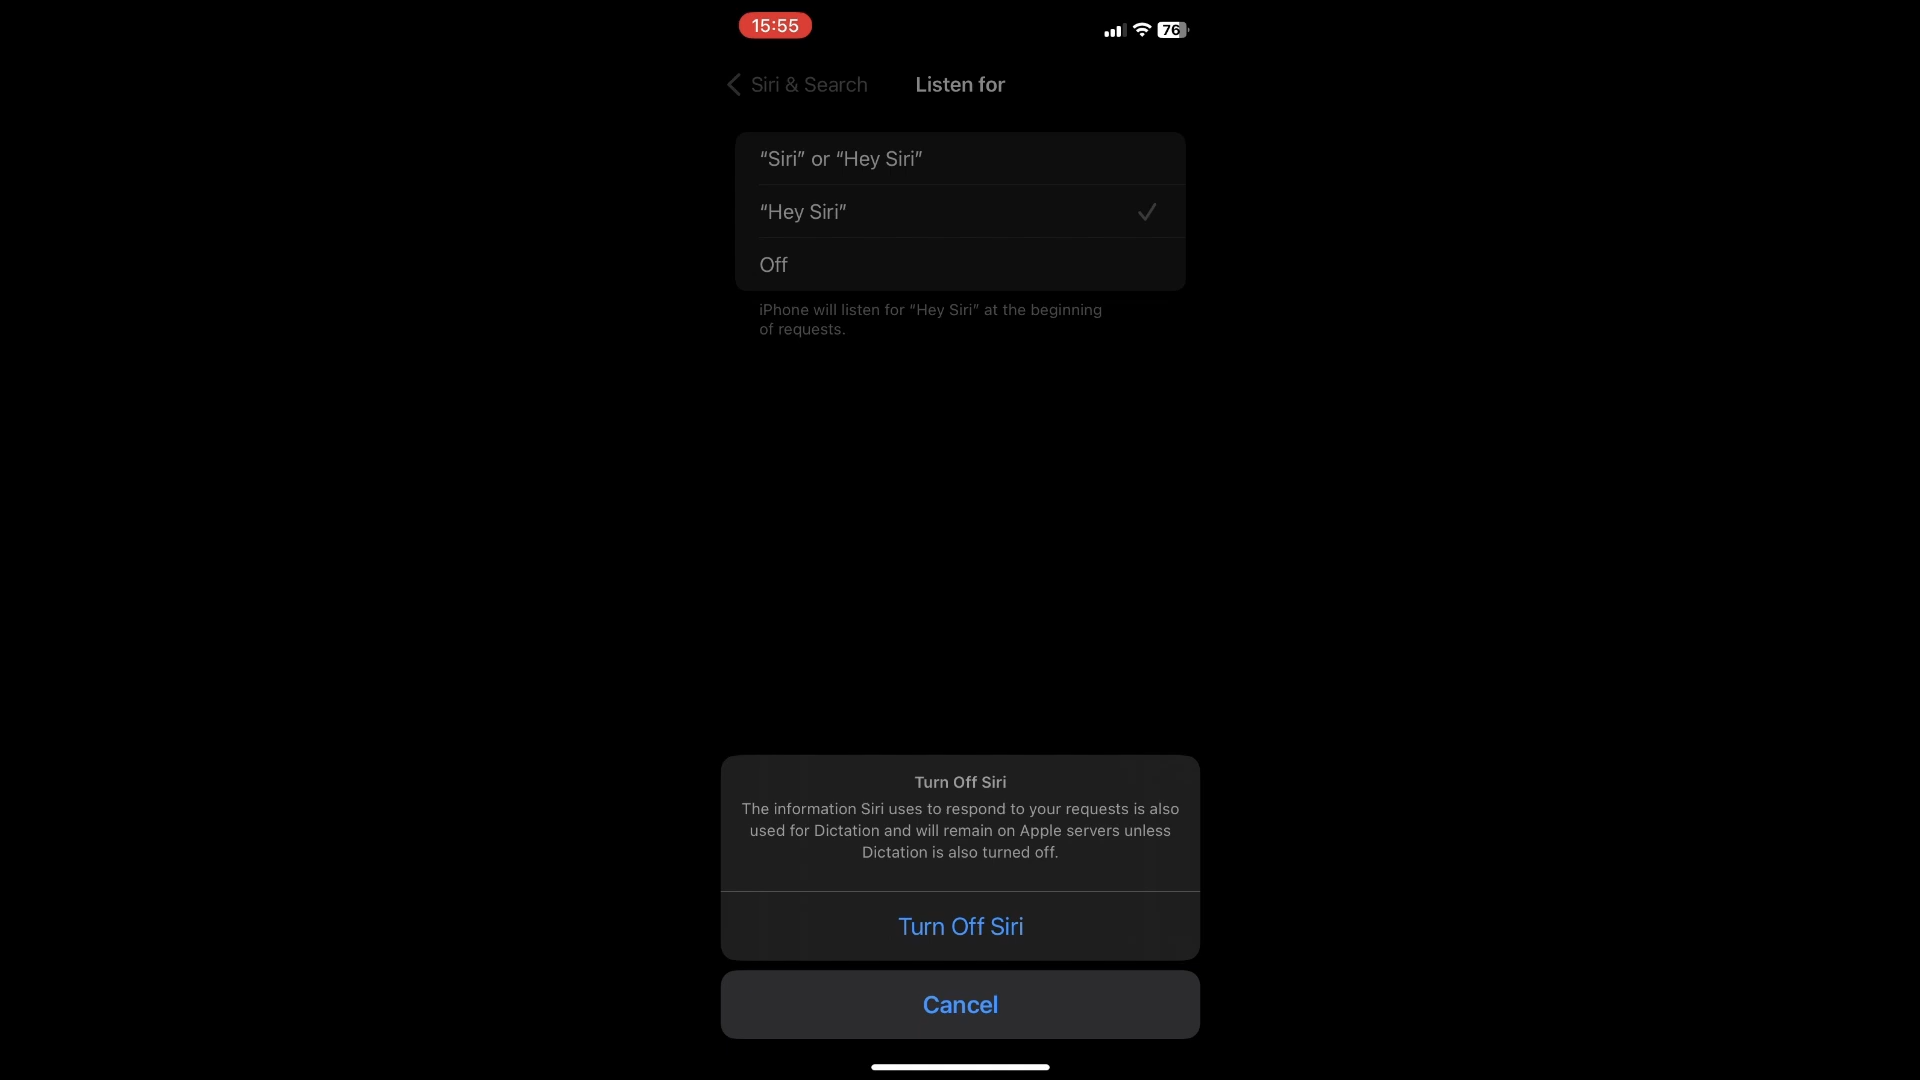 15:55
76
Siri & Search
Listen for
“Siri” or “Hey Siri”
“Hey Siri”
Off
iPhone will listen for “Hey Siri” at the beginning
of requests.
Turn Off Siri
The information Siri uses to respond to your requests is also
used for Dictation and will remain on Apple servers unless
Dictation is also turned off.
Turn Off Siri
Cancel